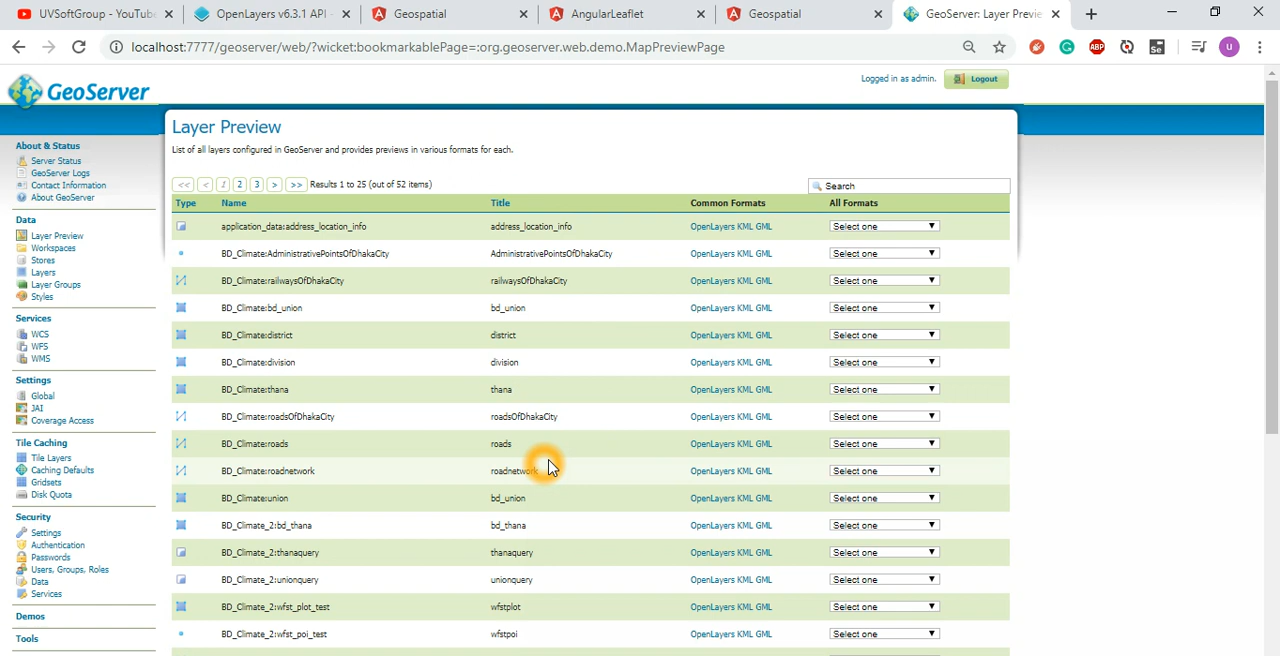 UVSoftGroup - YouTube
OpenLayers v6.3.1 API -
Geospatial
AngularLeaflet
Geospatial
GeoServer: Layer Previe
localhost:7777/geoserver/web/?wicket:bookmarkablePage=:org.geoserver.web.demo.MapPreviewPage
ABP
Se
U
GeoServer
Logged in as admin.
Logout
About & Status
Server Status
GeoServer Logs
Contact Information
About GeoServer
Data
Layer Preview
Workspaces
Stores
Layers
Layer Groups
Styles
Services
WCS
WFS
WMS
Settings
Global
JAI
Coverage Access
Tile Caching
Tile Layers
Caching Defaults
Gridsets
Disk Quota
Security
Settings
Authentication
Passwords
Users, Groups, Roles
Data
Services
Demos
Tools
Layer Preview
List of all layers configured in GeoServer and provides previews in various formats for each.
<< < 1 2 3 > >> Results 1 to 25 (out of 52 items)
Search
Type Name Title Common Formats All Formats
application_data:address_location_info address_location_info OpenLayers KML GML Select one
BD_Climate:AdministrativePointsOfDhakaCity AdministrativePointsOfDhakaCity OpenLayers KML GML Select one
BD_Climate:railwaysOfDhakaCity railwaysOfDhakaCity OpenLayers KML GML Select one
BD_Climate:bd_union bd_union OpenLayers KML GML Select one
BD_Climate:district district OpenLayers KML GML Select one
BD_Climate:division division OpenLayers KML GML Select one
BD_Climate:thana thana OpenLayers KML GML Select one
BD_Climate:roadsOfDhakaCity roadsOfDhakaCity OpenLayers KML GML Select one
BD_Climate:roads roads OpenLayers KML GML Select one
BD_Climate:roadnetwork roadnetwork OpenLayers KML GML Select one
BD_Climate:union bd_union OpenLayers KML GML Select one
BD_Climate_2:bd_thana bd_thana OpenLayers KML GML Select one
BD_Climate_2:thanaquery thanaquery OpenLayers KML GML Select one
BD_Climate_2:unionquery unionquery OpenLayers KML GML Select one
BD_Climate_2:wfst_plot_test wfstplot OpenLayers KML GML Select one
BD_Climate_2:wfst_poi_test wfstpoi OpenLayers KML GML Select one